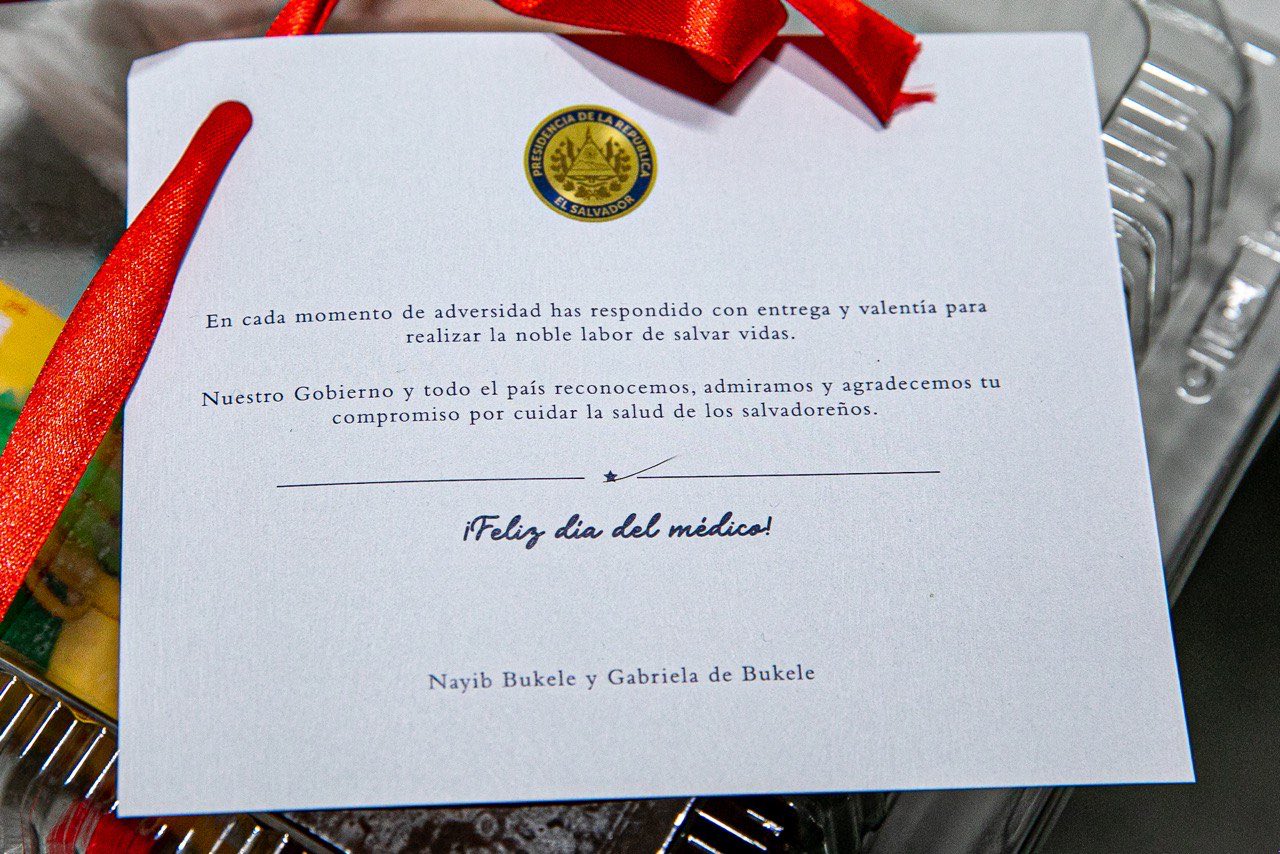 PRESIDENCIA DE LA REPÚBLICA
EL SALVADOR
En cada momento de adversidad has respondido con entrega y valentía para
realizar la noble labor de salvar vidas.
Nuestro Gobierno y todo el país reconocemos, admiramos y agradecemos tu
compromiso por cuidar la salud de los salvadoreños.
¡Feliz día del médico!
Nayib Bukele y Gabriela de Bukele